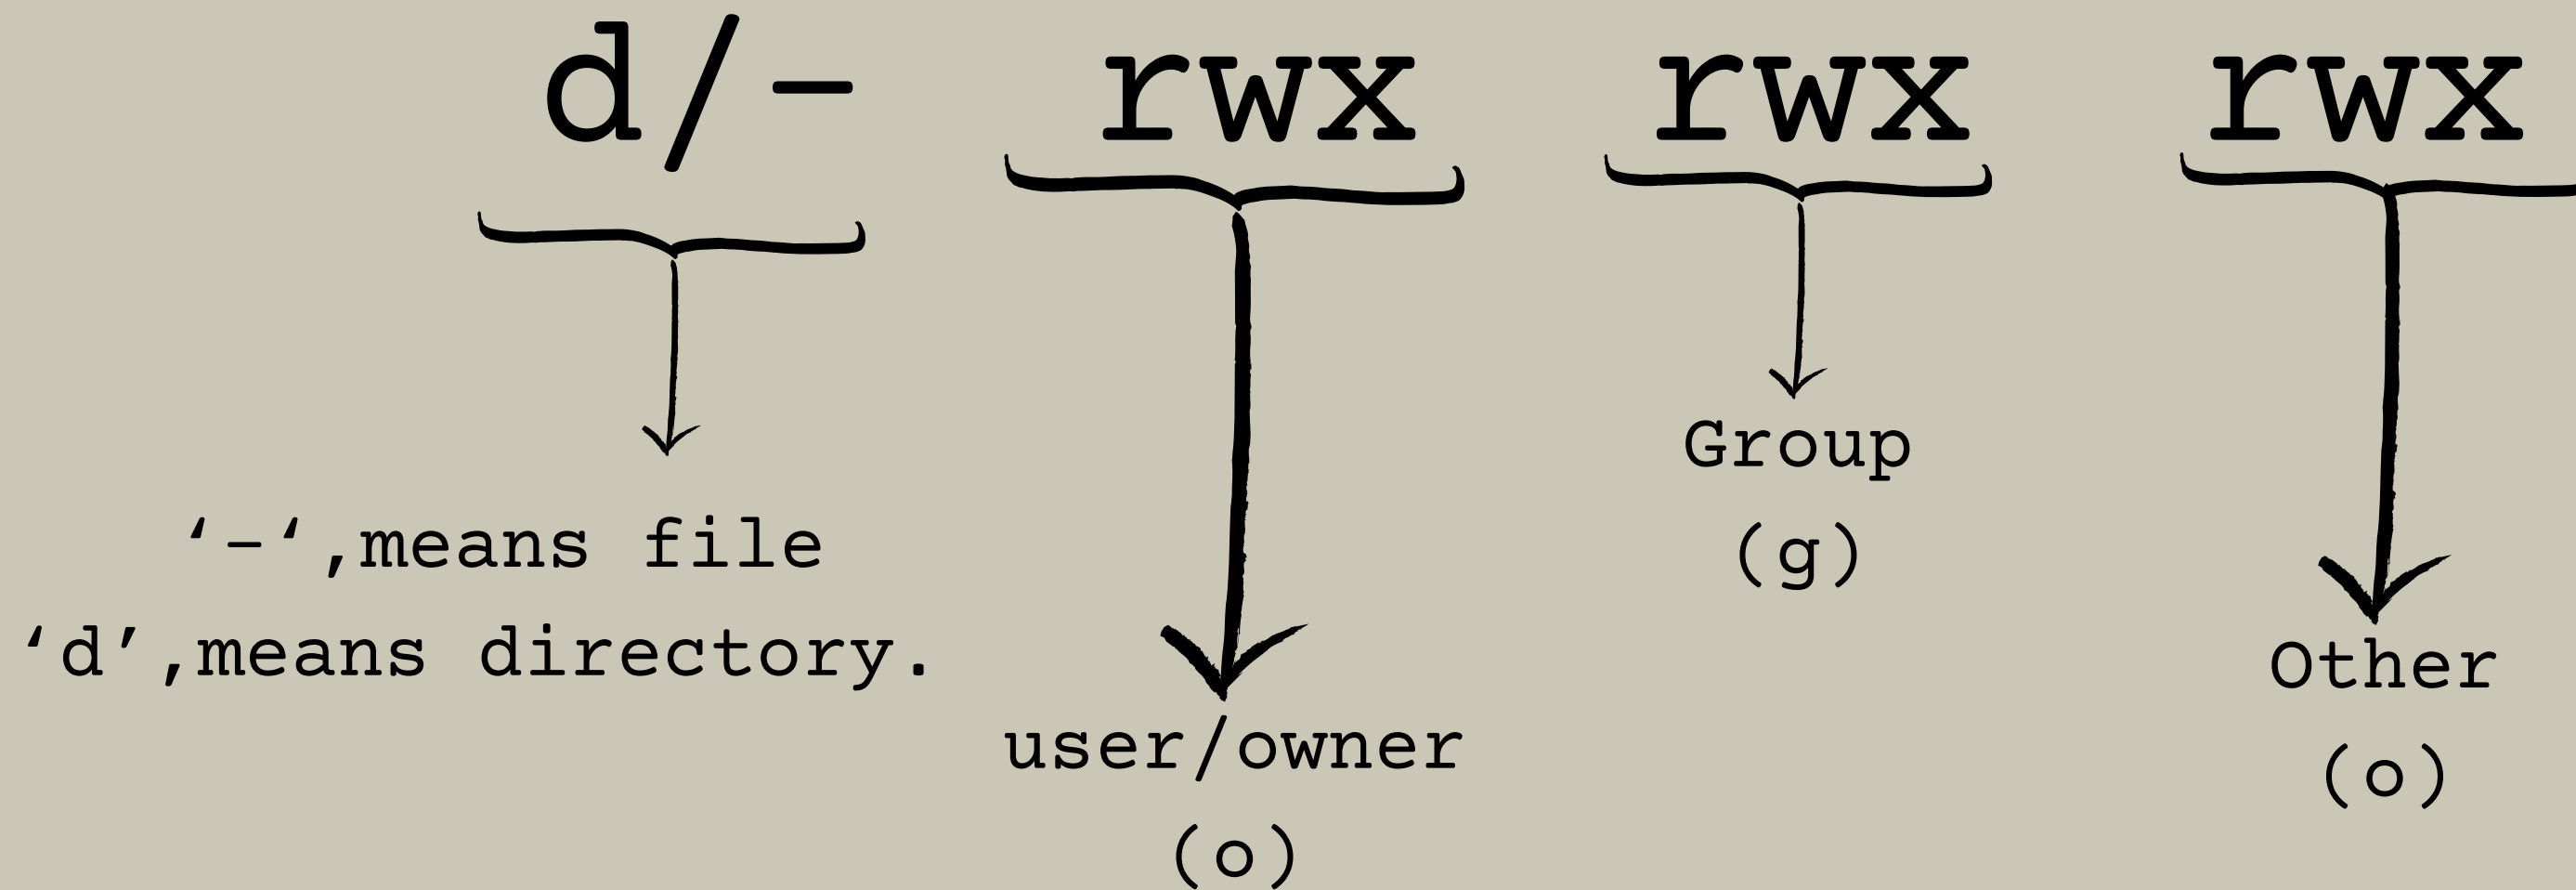 d/- rwx rwx rwx
‘-‘,means file
‘d’,means directory.
user/owner
(o)
Group
(g)
Other
(o)